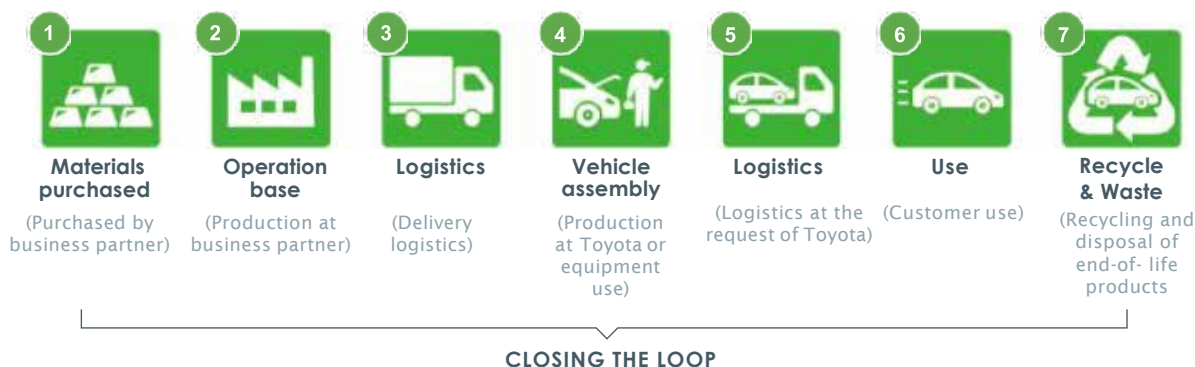 1
Materials
purchased
(Purchased by
business partner)
2
Operation
base
(Production at
business partner)
3
Logistics
(Delivery
logistics)
4
Vehicle
assembly
(Production
at Toyota or
equipment
use)
5
Logistics
(Logistics at the
request of Toyota)
6
Use
(Customer use)
7
Recycle
& Waste
(Recycling and
disposal of
end-of- life
products
CLOSING THE LOOP